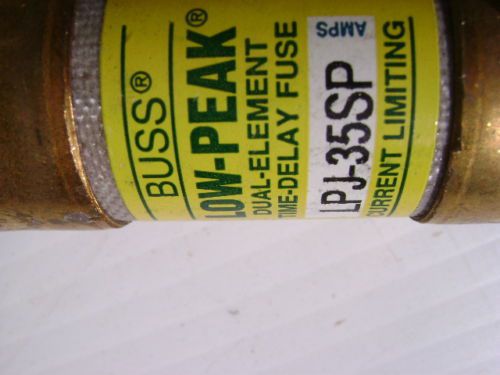 BUSS®
LOW-PEAK®
DUAL-ELEMENT
TIME-DELAY FUSE
LPJ-35SP AMPS
CURRENT LIMITING